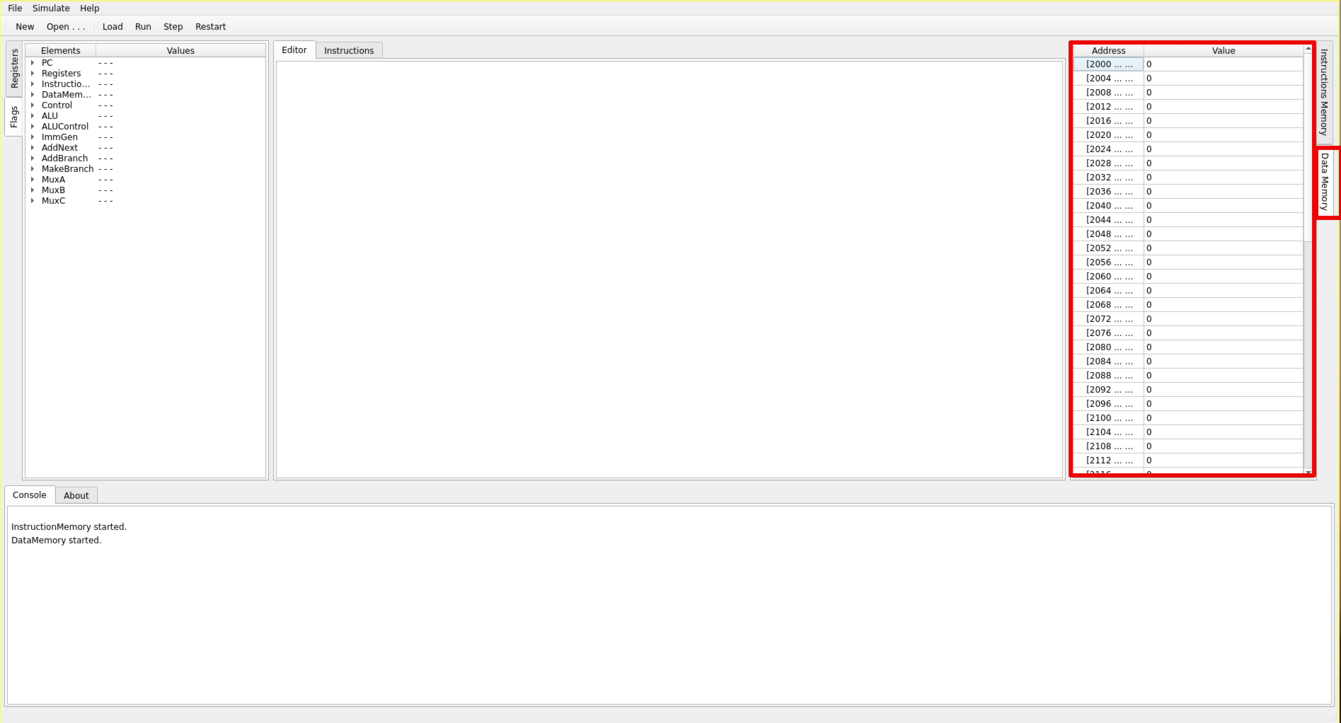 File Simulate Help
New Open . . . Load Run Step Restart
Registers
Flags
Elements Values
PC - - -
Registers - - -
Instructio... - - -
DataMem... - - -
Control - - -
ALU - - -
ALUControl - - -
ImmGen - - -
AddNext - - -
AddBranch - - -
MakeBranch - - -
MuxA - - -
MuxB - - -
MuxC - - -
Editor Instructions
Address Value
[2000 ... ... 0
[2004 ... ... 0
[2008 ... ... 0
[2012 ... ... 0
[2016 ... ... 0
[2020 ... ... 0
[2024 ... ... 0
[2028 ... ... 0
[2032 ... ... 0
[2036 ... ... 0
[2040 ... ... 0
[2044 ... ... 0
[2048 ... ... 0
[2052 ... ... 0
[2056 ... ... 0
[2060 ... ... 0
[2064 ... ... 0
[2068 ... ... 0
[2072 ... ... 0
[2076 ... ... 0
[2080 ... ... 0
[2084 ... ... 0
[2088 ... ... 0
[2092 ... ... 0
[2096 ... ... 0
[2100 ... ... 0
[2104 ... ... 0
[2108 ... ... 0
[2112 ... ... 0
Instructions Memory
Data Memory
Console About
InstructionMemory started.
DataMemory started.